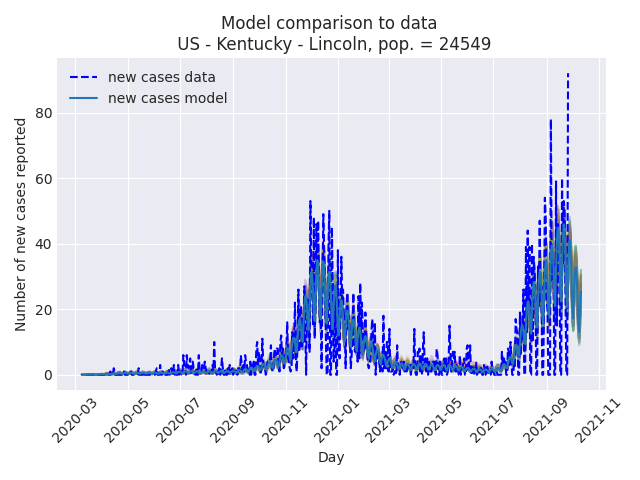 Model comparison to data
US - Kentucky - Lincoln, pop. = 24549
new cases data
new cases model
Number of new cases reported
80
60
40
20
0
2020-03
2020-05
2020-07
2020-09
2020-11
2021-01
2021-03
2021-05
2021-07
2021-09
2021-11
Day